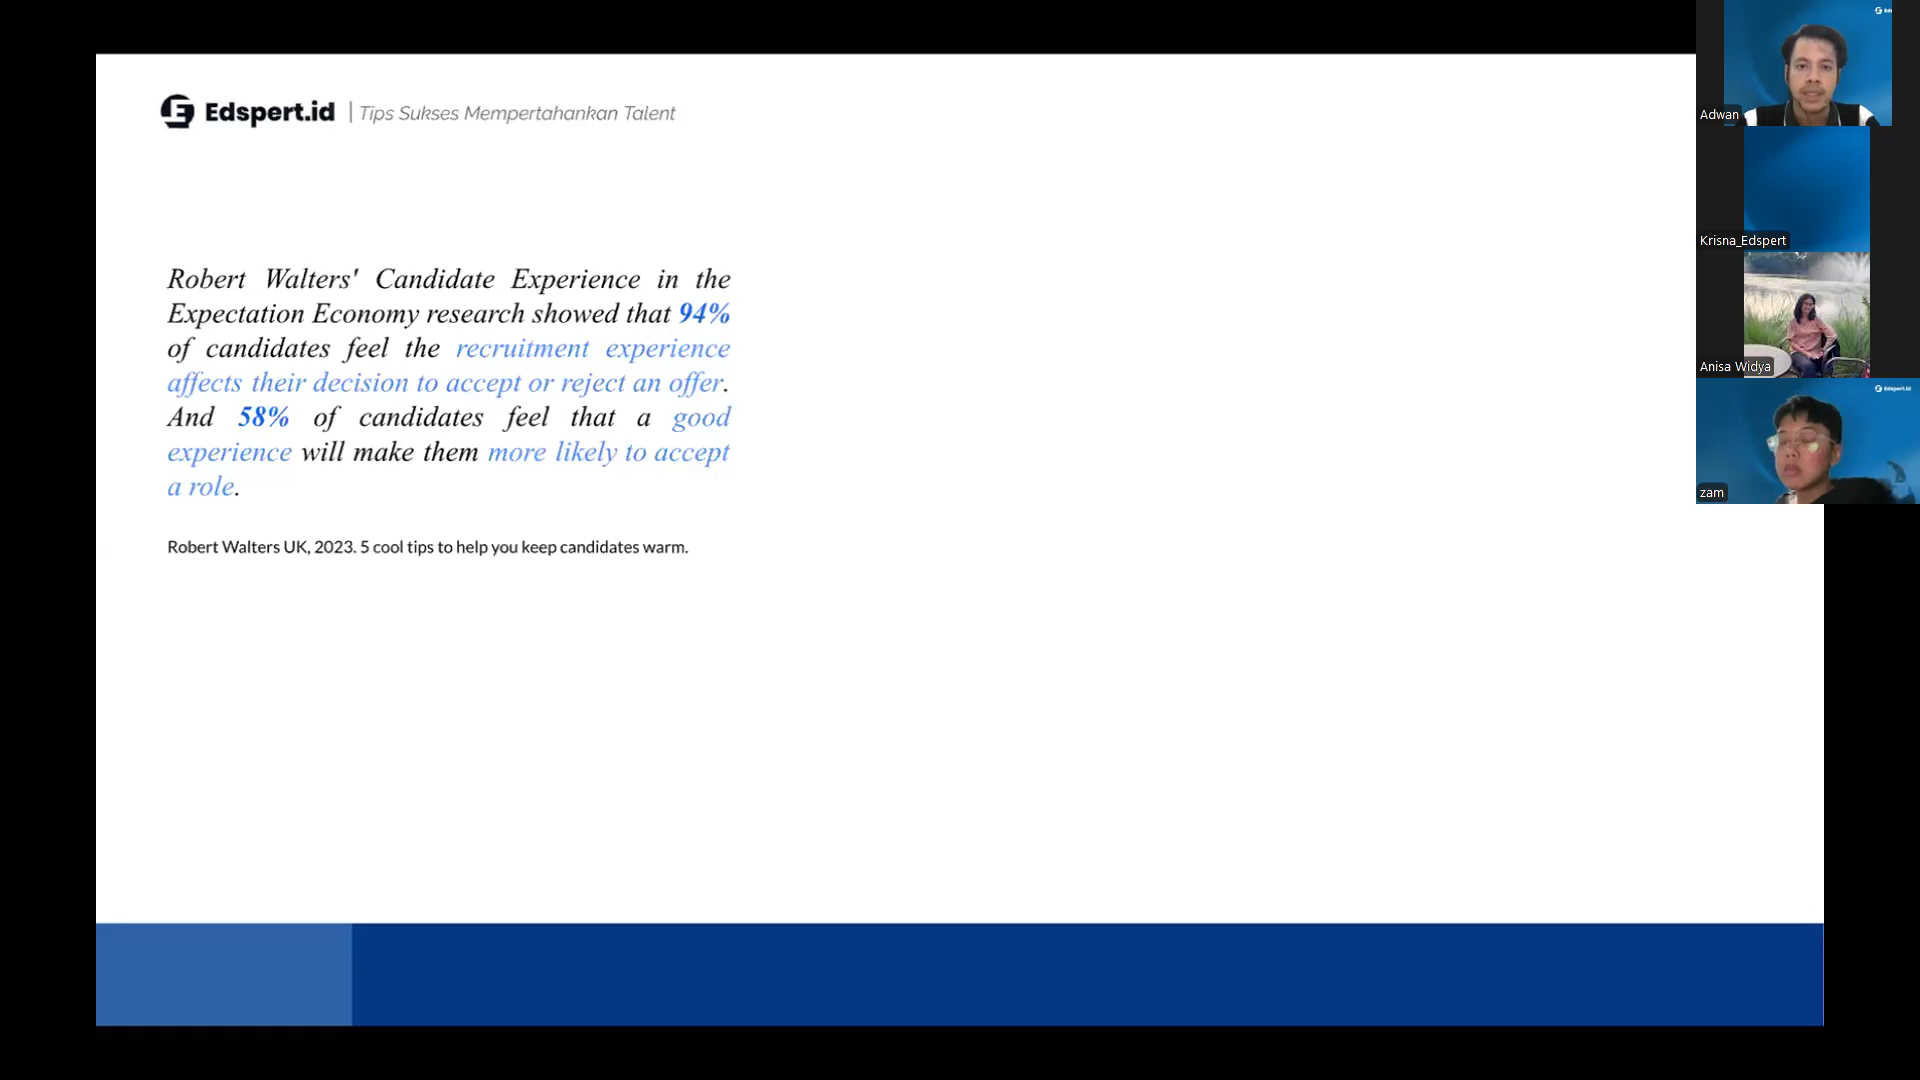 Edspert.id | Tips Sukses Mempertahankan Talent
Robert Walters' Candidate Experience in the
Expectation Economy research showed that 94%
of candidates feel the recruitment experience
affects their decision to accept or reject an offer.
And 58% of candidates feel that a good
experience will make them more likely to accept
a role.
Robert Walters UK, 2023. 5 cool tips to help you keep candidates warm.
Adwan
Krisna_Edspert
Anisa Widya
Edspert.id
zam